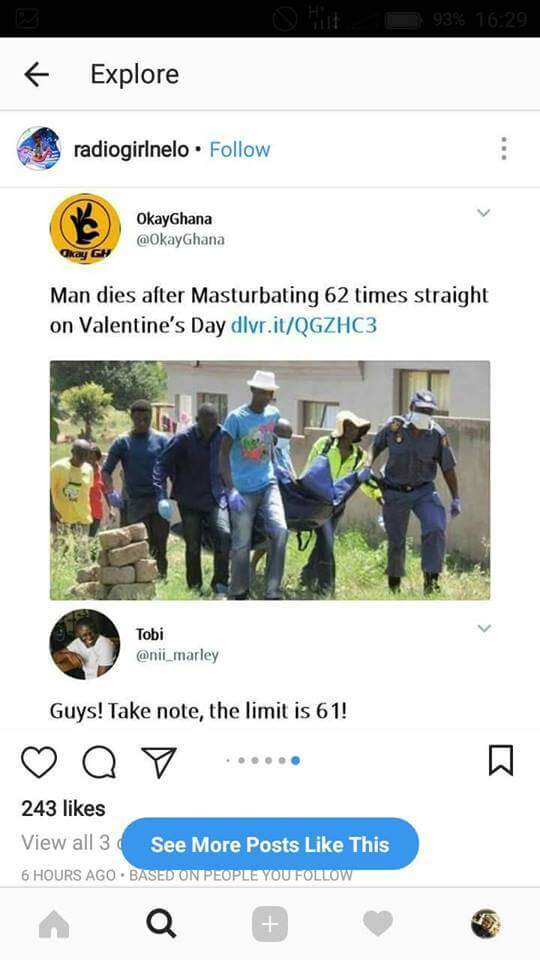 H+ 93% 16:29
Explore
radiogirlnelo • Follow
OkayGhana
Okay GH
@OkayGhana
Man dies after Masturbating 62 times straight
on Valentine's Day dlvr.it/QGZHC3
Tobi
@nii_marley
Guys! Take note, the limit is 61!
243 likes
View all 3
See More Posts Like This
6 HOURS AGO • BASED ON PEOPLE YOU FOLLOW